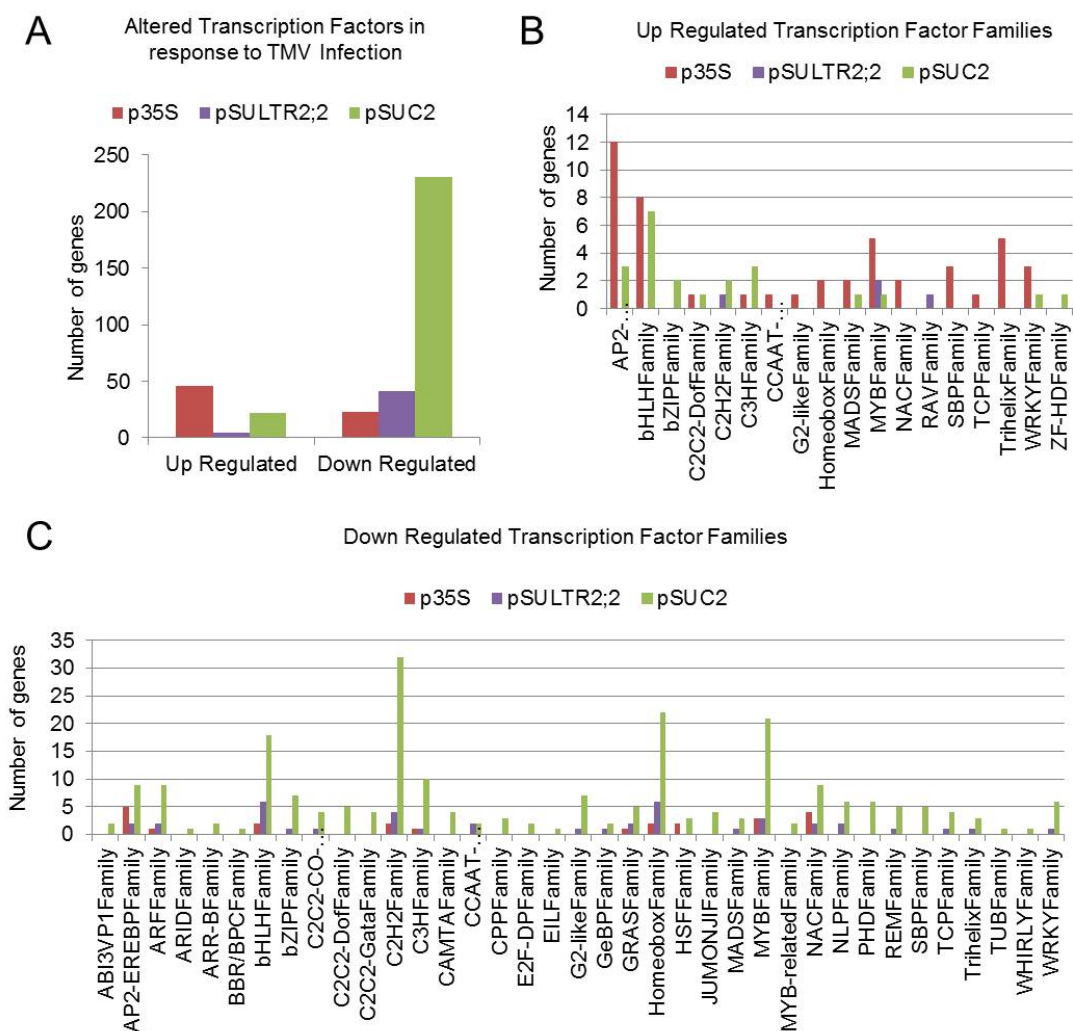 A
Altered Transcription Factors in
response to TMV Infection
p35S pSULTR2;2 pSUC2
250
200
150
100
50
0
Number of genes
Up Regulated Down Regulated
B
Up Regulated Transcription Factor Families
p35S pSULTR2;2 pSUC2
14
12
10
8
6
4
2
0
Number of genes
AP2-...
bHLHFamily
bZIPFamily
C2C2-DofFamily
C2H2Family
C3HFamily
CCAAT-...
G2-likeFamily
HomeoboxFamily
MADSFamily
MYBFamily
NACFamily
RAVFamily
SBPFamily
TCPFamily
TrihelixFamily
WRKYFamily
ZF-HDFamily
C
Down Regulated Transcription Factor Families
p35S pSULTR2;2 pSUC2
35
30
25
20
15
10
5
0
Number of genes
ABI3VP1Family
AP2-EREBPFamily
ARFFamily
ARIDFamily
ARR-BFamily
BBR/BPCFamily
bHLHFamily
bZIPFamily
C2C2-CO-...
C2C2-DofFamily
C2C2-GataFamily
C2H2Family
C3HFamily
CAMTAFamily
CCAAT-...
CPPFamily
E2F-DPFamily
EILFamily
G2-likeFamily
GeBPFamily
GRASFamily
HomeoboxFamily
HSFFamily
JUMONJIFamily
MADSFamily
MYBFamily
MYB-relatedFamily
NACFamily
NLPFamily
PHDFamily
REMFamily
SBPFamily
TCPFamily
TrihelixFamily
TUBFamily
WHIRLYFamily
WRKYFamily